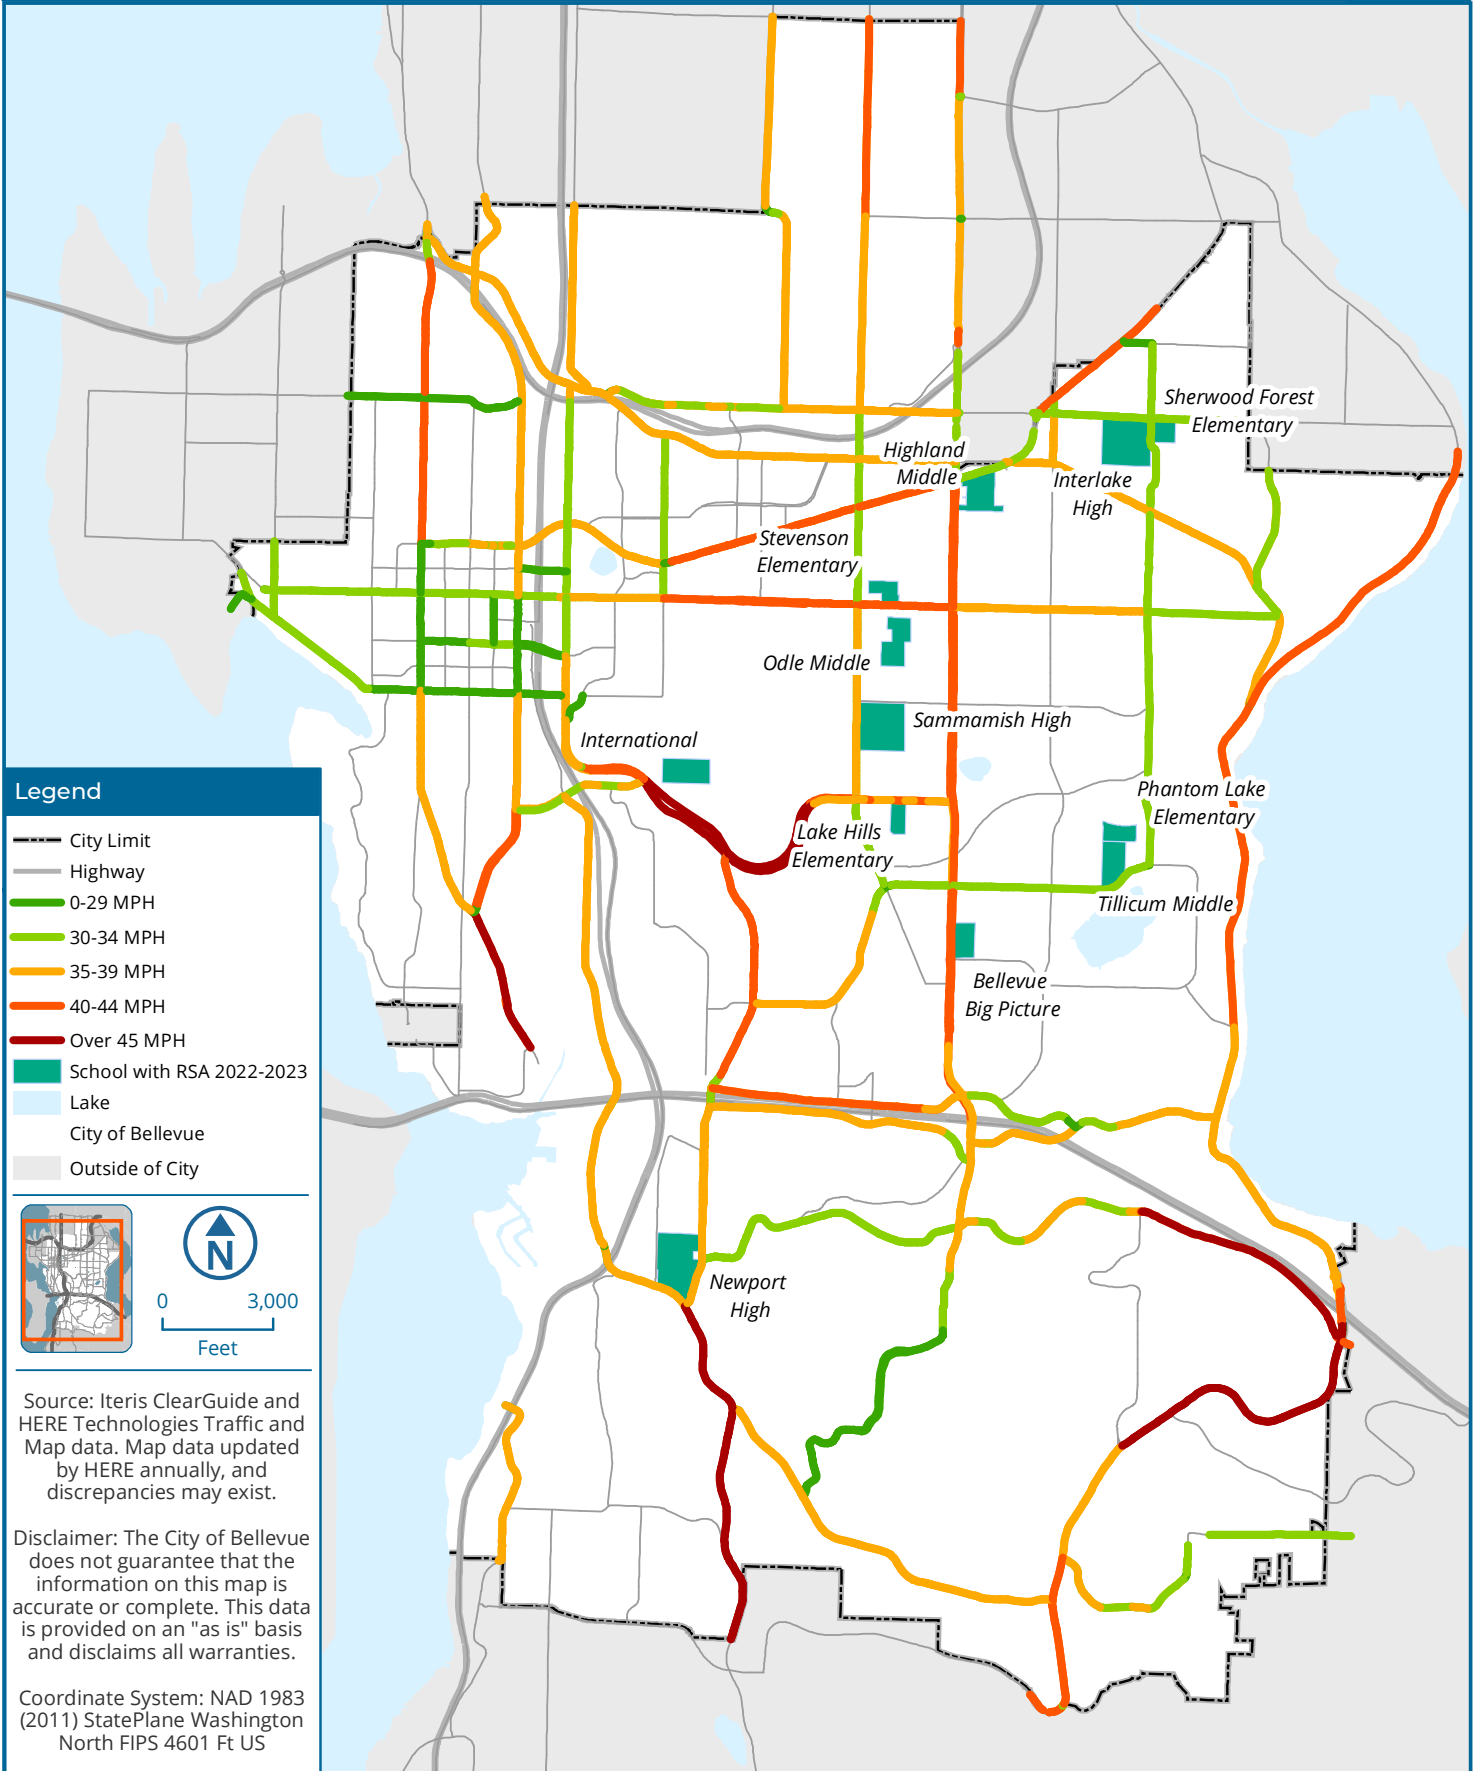 Sherwood Forest
Elementary
Highland
Middle
Interlake
High
Stevenson
Elementary
Odle Middle
Sammamish High
International
Phantom Lake
Elementary
Lake Hills
Elementary
Tillicum Middle
Bellevue
Big Picture
Newport
High
Legend
City Limit
Highway
0-29 MPH
30-34 MPH
35-39 MPH
40-44 MPH
Over 45 MPH
School with RSA 2022-2023
Lake
City of Bellevue
Outside of City
N
0 3,000
Feet
Source: Iteris ClearGuide and
HERE Technologies Traffic and
Map data. Map data updated
by HERE annually, and
discrepancies may exist.
Disclaimer: The City of Bellevue
does not guarantee that the
information on this map is
accurate or complete. This data
is provided on an "as is" basis
and disclaims all warranties.
Coordinate System: NAD 1983
(2011) StatePlane Washington
North FIPS 4601 Ft US